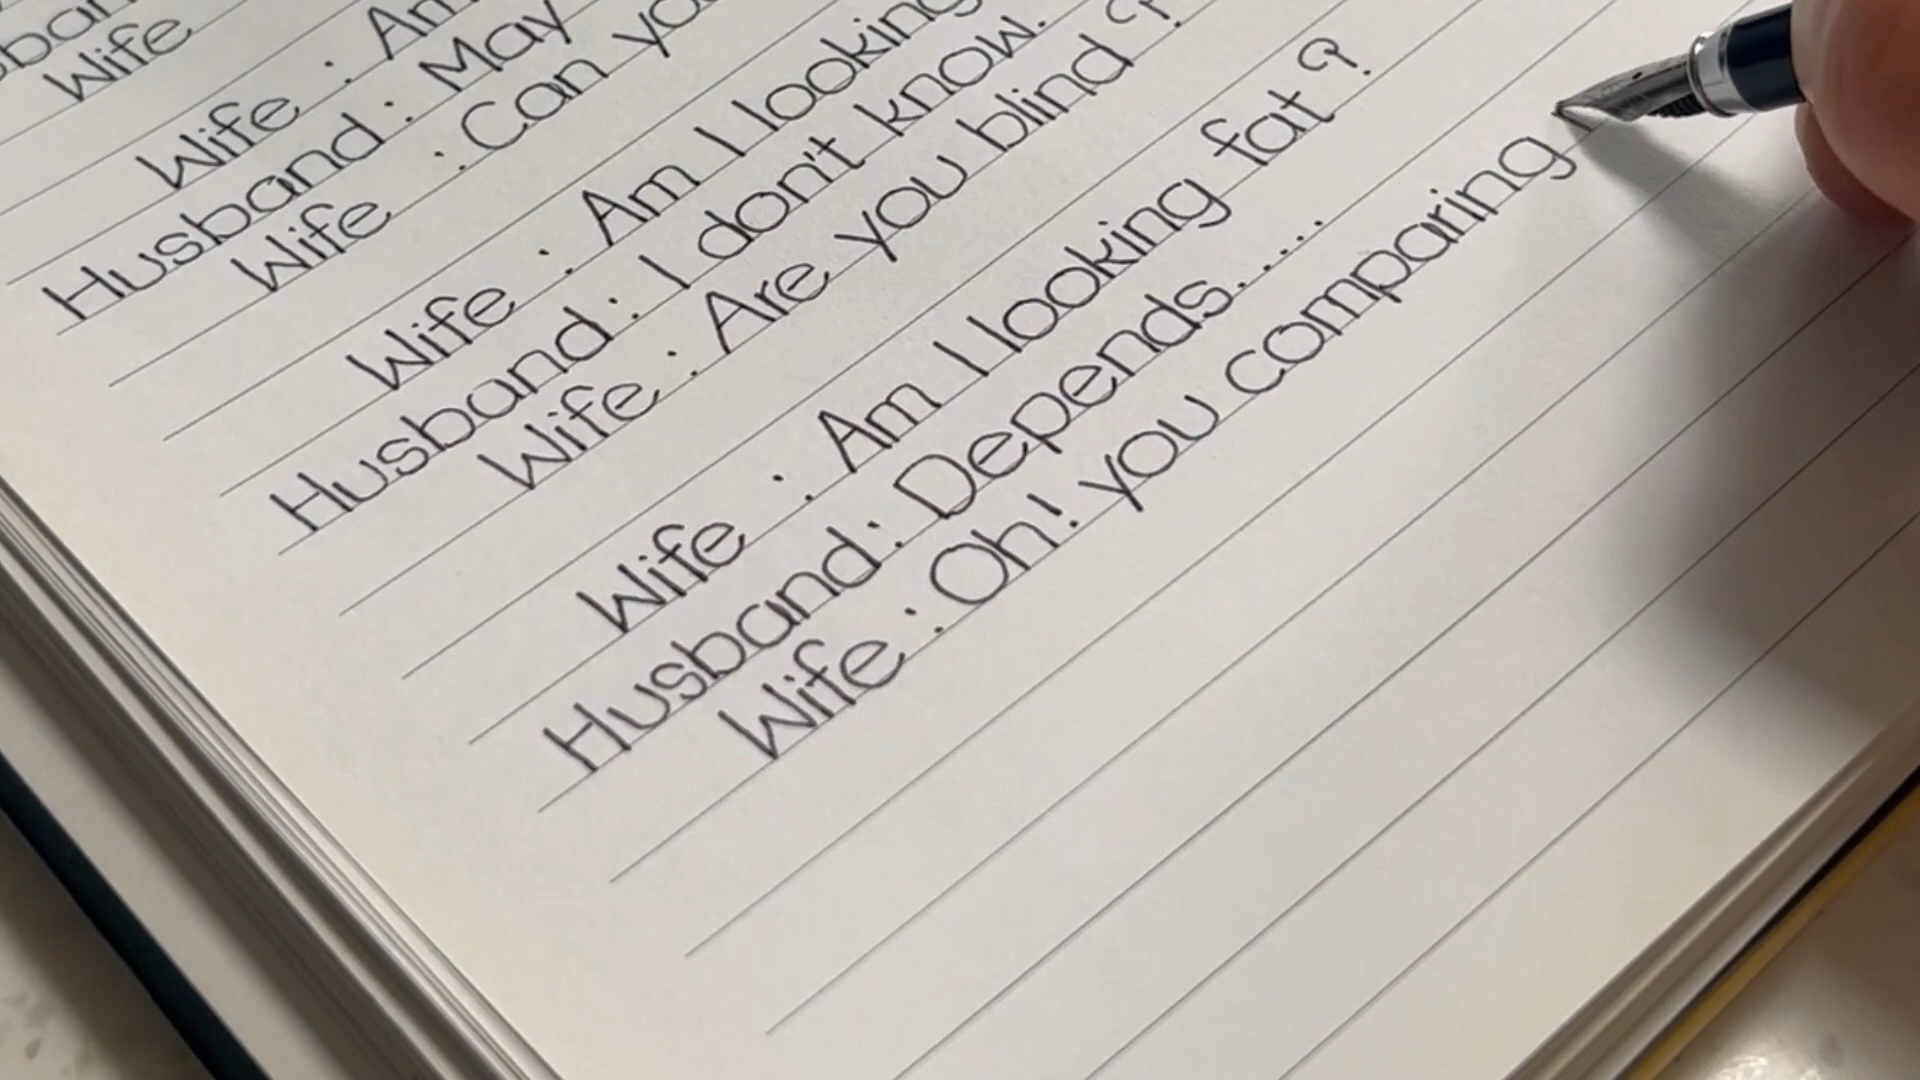 Wife
Wife : Am
Husband : May
Wife : Can you
Wife : Am I looking
Husband : I don't know.
Wife : Are you blind ?
Wife : Am I looking fat ?
Husband : Depends.....
Wife : Oh! you comparing